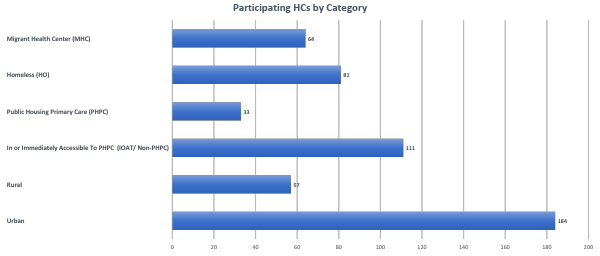 Participating HCs by Category
Migrant Health Center (MHC)
64
Homeless (HO)
81
Public Housing Primary Care (PHPC)
33
In or Immediately Accessible To PHPC (IOAT/ Non-PHPC)
111
Rural
57
Urban
184
0 20 40 60 80 100 120 140 160 180 200